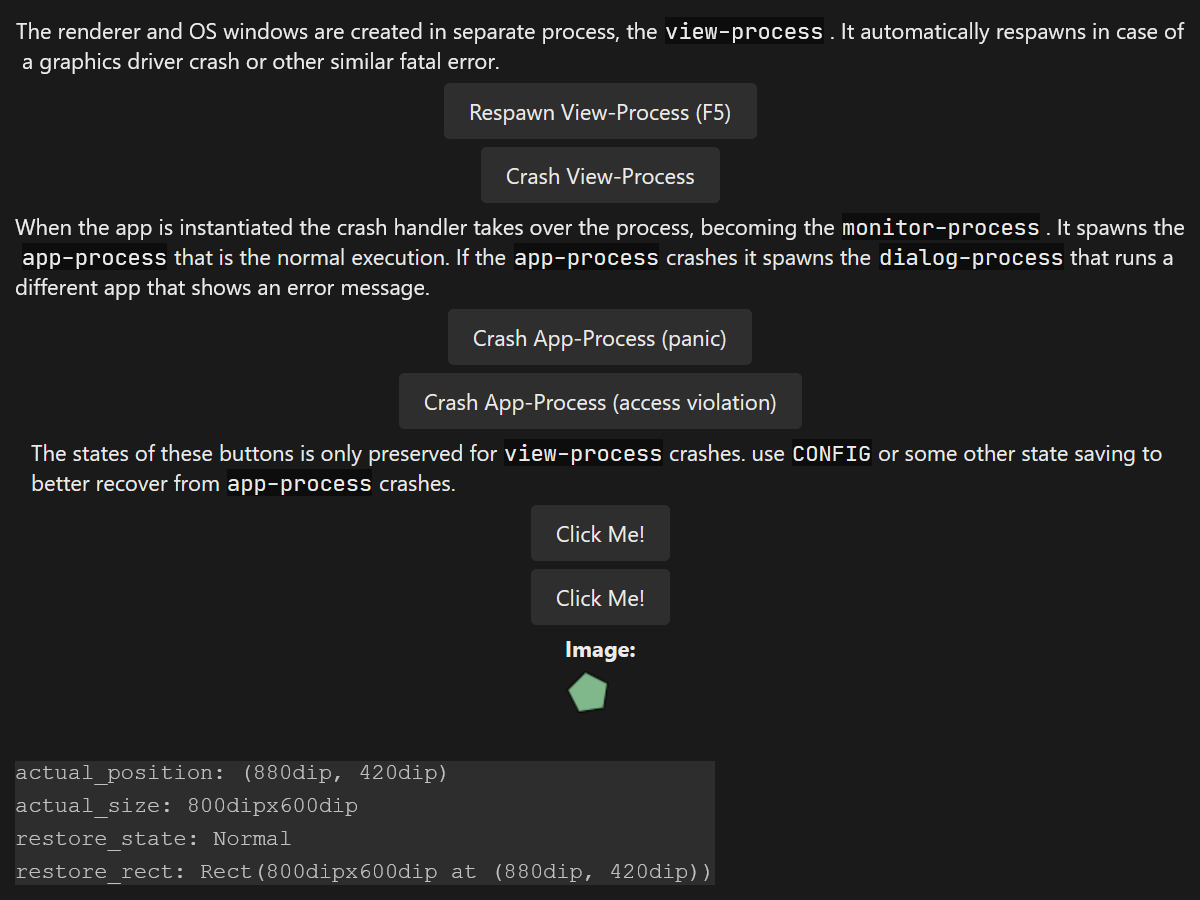 The renderer and OS windows are created in separate process, the view-process . It automatically respawns in case of
a graphics driver crash or other similar fatal error.
Respawn View-Process (F5)
Crash View-Process
When the app is instantiated the crash handler takes over the process, becoming the monitor-process . It spawns the
app-process that is the normal execution. If the app-process crashes it spawns the dialog-process that runs a
different app that shows an error message.
Crash App-Process (panic)
Crash App-Process (access violation)
The states of these buttons is only preserved for view-process crashes. use CONFIG or some other state saving to
better recover from app-process crashes.
Click Me!
Click Me!
Image:
actual_position: (880dip, 420dip)
actual_size: 800dipx600dip
restore_state: Normal
restore_rect: Rect(800dipx600dip at (880dip, 420dip))